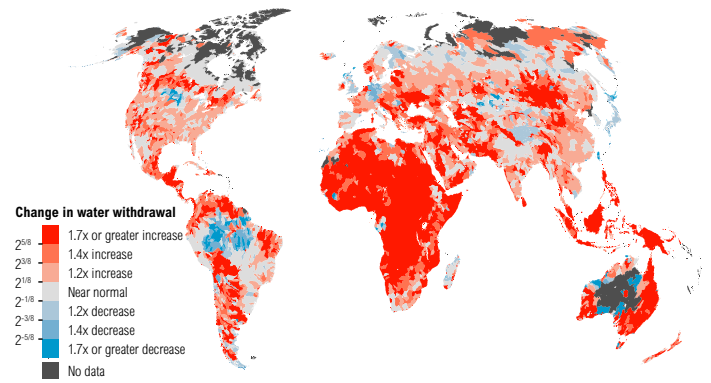 Change in water withdrawal
1.7x or greater increase
2^5/8
1.4x increase
2^3/8
1.2x increase
2^1/8
Near normal
2^-1/8
1.2x decrease
2^-3/8
1.4x decrease
2^-5/8
1.7x or greater decrease
No data